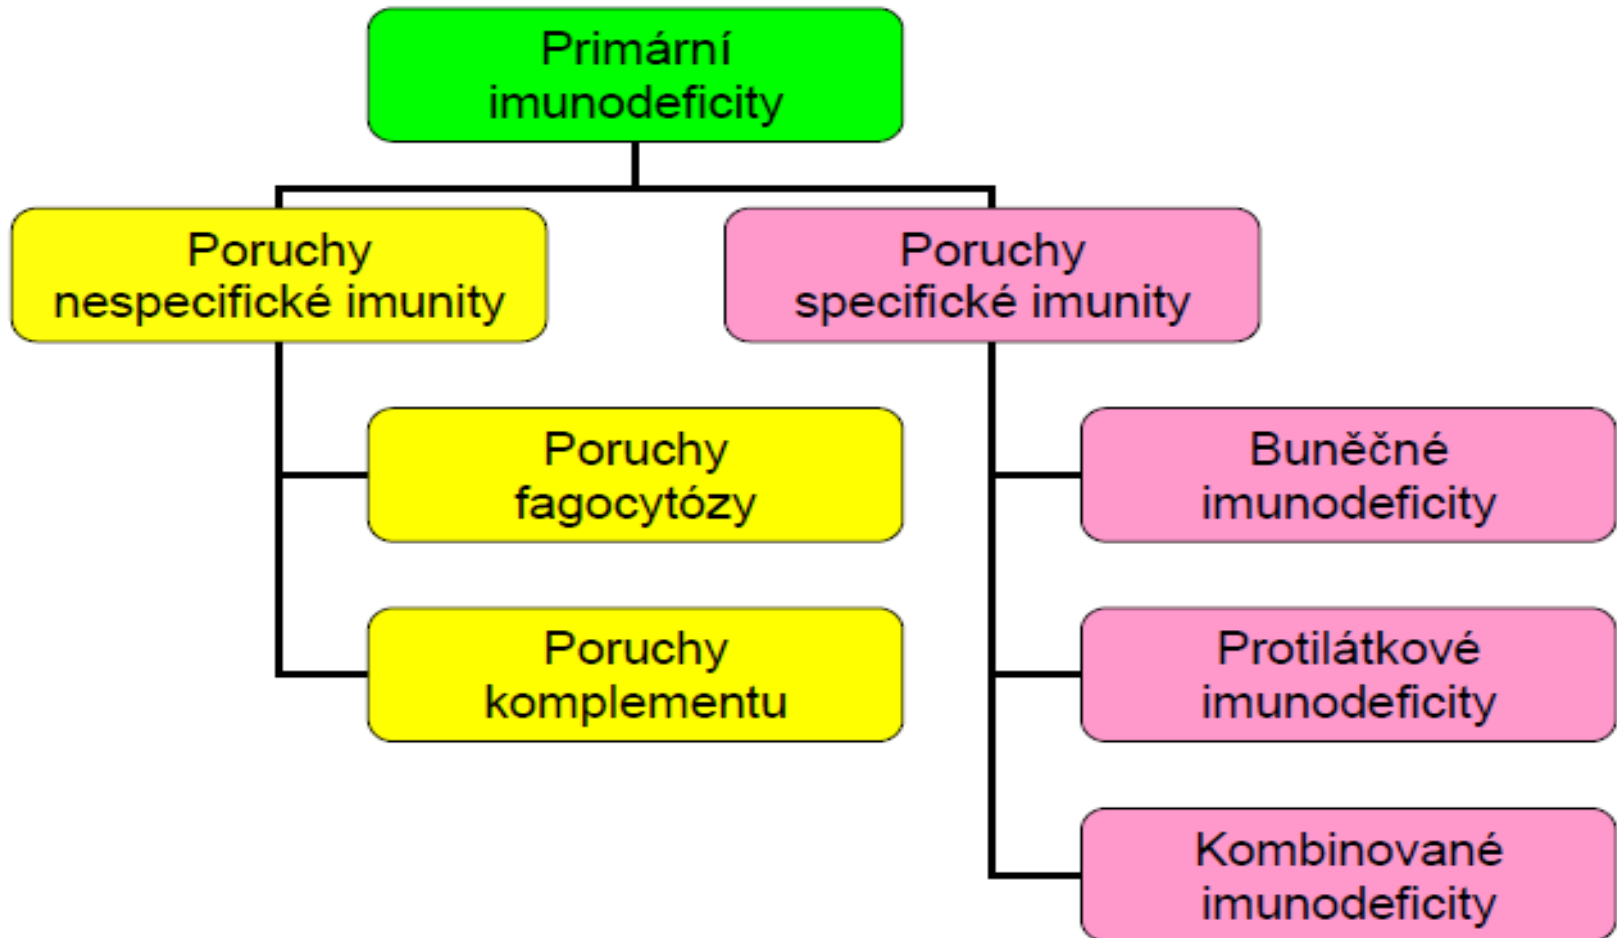 Primární
imunodeficity
Poruchy
nespecifické imunity
Poruchy
specifické imunity
Poruchy
fagocytózy
Buněčné
imunodeficity
Poruchy
komplementu
Protilátkové
imunodeficity
Kombinované
imunodeficity